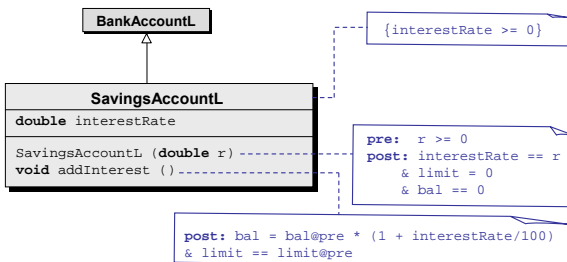 BankAccountL
{interestRate >= 0}
SavingsAccountL
double interestRate
SavingsAccountL (double r)
void addInterest ()
pre: r >= 0
post: interestRate == r
& limit = 0
& bal == 0
post: bal = bal@pre * (1 + interestRate/100)
& limit == limit@pre